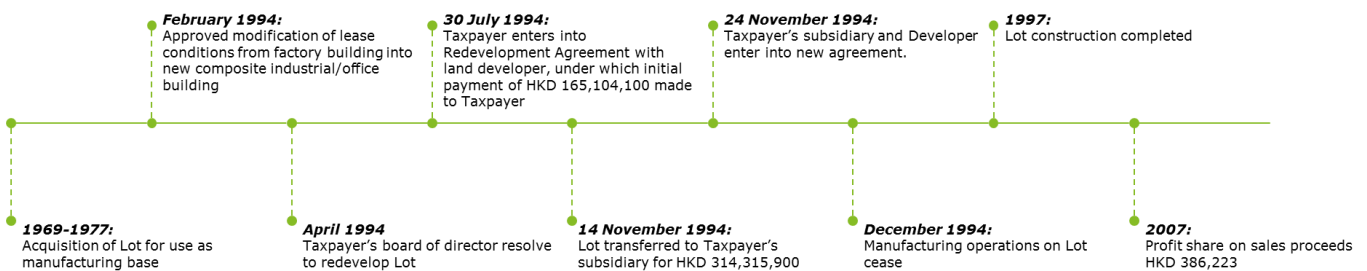 February 1994:
Approved modification of lease
conditions from factory building into
new composite industrial/office
building
30 July 1994:
Taxpayer enters into
Redevelopment Agreement with
land developer, under which initial
payment of HKD 165,104,100 made
to Taxpayer
24 November 1994:
Taxpayer's subsidiary and Developer
enter into new agreement.
1997:
Lot construction completed
1969-1977:
Acquisition of Lot for use as
manufacturing base
April 1994
Taxpayer's board of director resolve
to redevelop Lot
14 November 1994:
Lot transferred to Taxpayer's
subsidiary for HKD 314,315,900
December 1994:
Manufacturing operations on Lot
cease
2007:
Profit share on sales proceeds
HKD 386,223